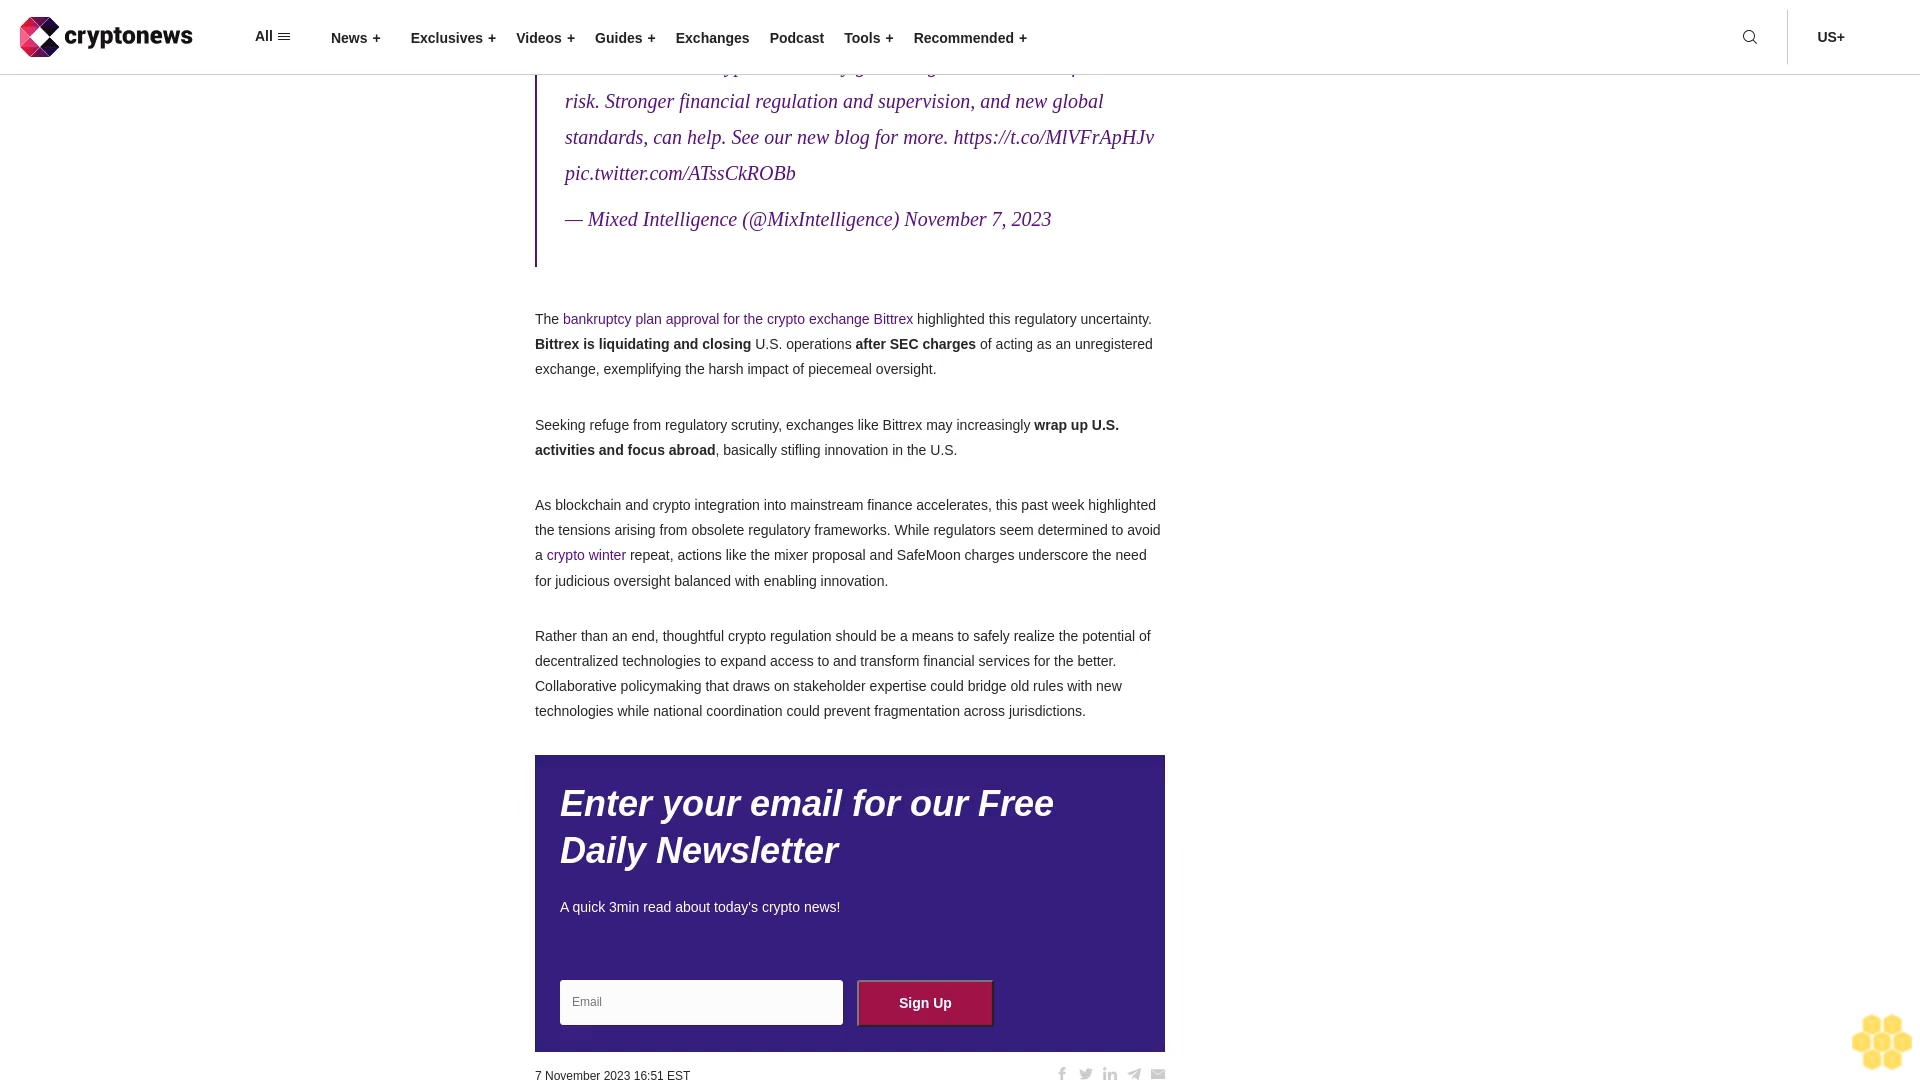 cryptonews
All
News +
Exclusives +
Videos +
Guides +
Exchanges
Podcast
Tools +
Recommended +
US+
risk. Stronger financial regulation and supervision, and new global
standards, can help. See our new blog for more. https://t.co/MlVFrApHJv
pic.twitter.com/ATssCkROBb
— Mixed Intelligence (@MixIntelligence) November 7, 2023
The bankruptcy plan approval for the crypto exchange Bittrex highlighted this regulatory uncertainty.
Bittrex is liquidating and closing U.S. operations after SEC charges of acting as an unregistered
exchange, exemplifying the harsh impact of piecemeal oversight.
Seeking refuge from regulatory scrutiny, exchanges like Bittrex may increasingly wrap up U.S.
activities and focus abroad, basically stifling innovation in the U.S.
As blockchain and crypto integration into mainstream finance accelerates, this past week highlighted
the tensions arising from obsolete regulatory frameworks. While regulators seem determined to avoid
a crypto winter repeat, actions like the mixer proposal and SafeMoon charges underscore the need
for judicious oversight balanced with enabling innovation.
Rather than an end, thoughtful crypto regulation should be a means to safely realize the potential of
decentralized technologies to expand access to and transform financial services for the better.
Collaborative policymaking that draws on stakeholder expertise could bridge old rules with new
technologies while national coordination could prevent fragmentation across jurisdictions.
Enter your email for our Free
Daily Newsletter
A quick 3min read about today's crypto news!
Email
Sign Up
7 November 2023 16:51 EST